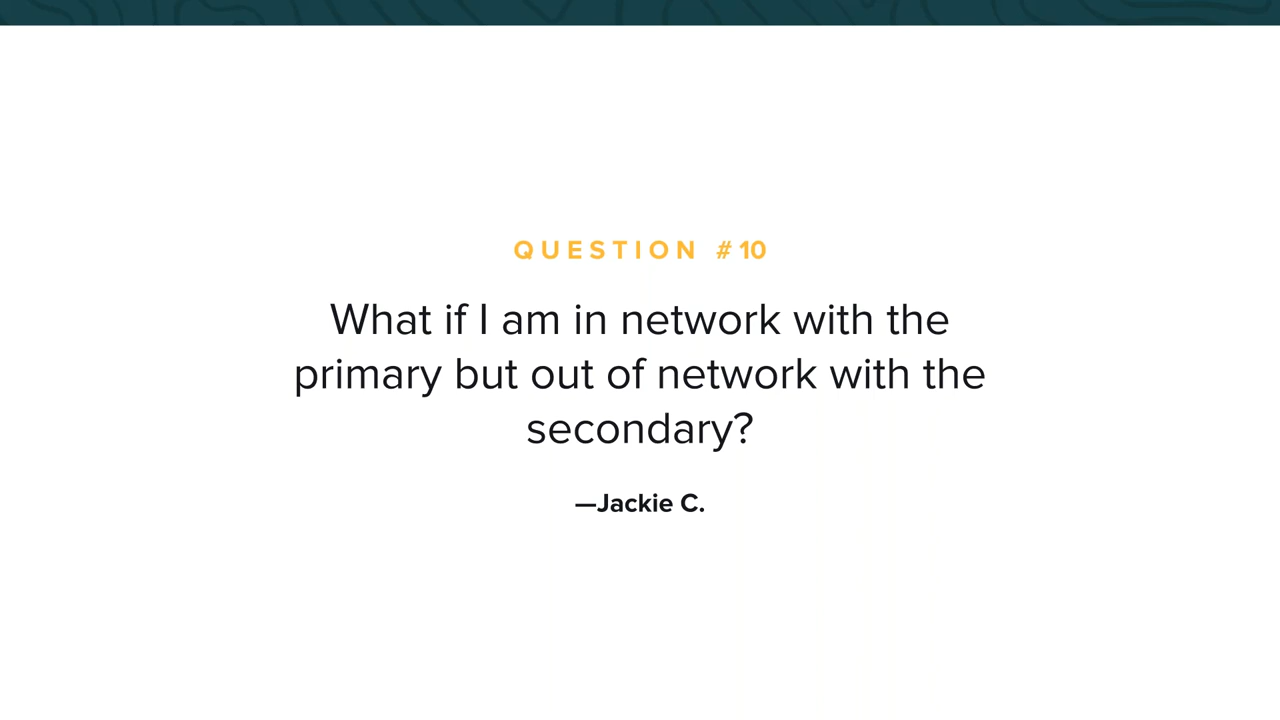 QUESTION #10
What if I am in network with the
primary but out of network with the
secondary?
—Jackie C.